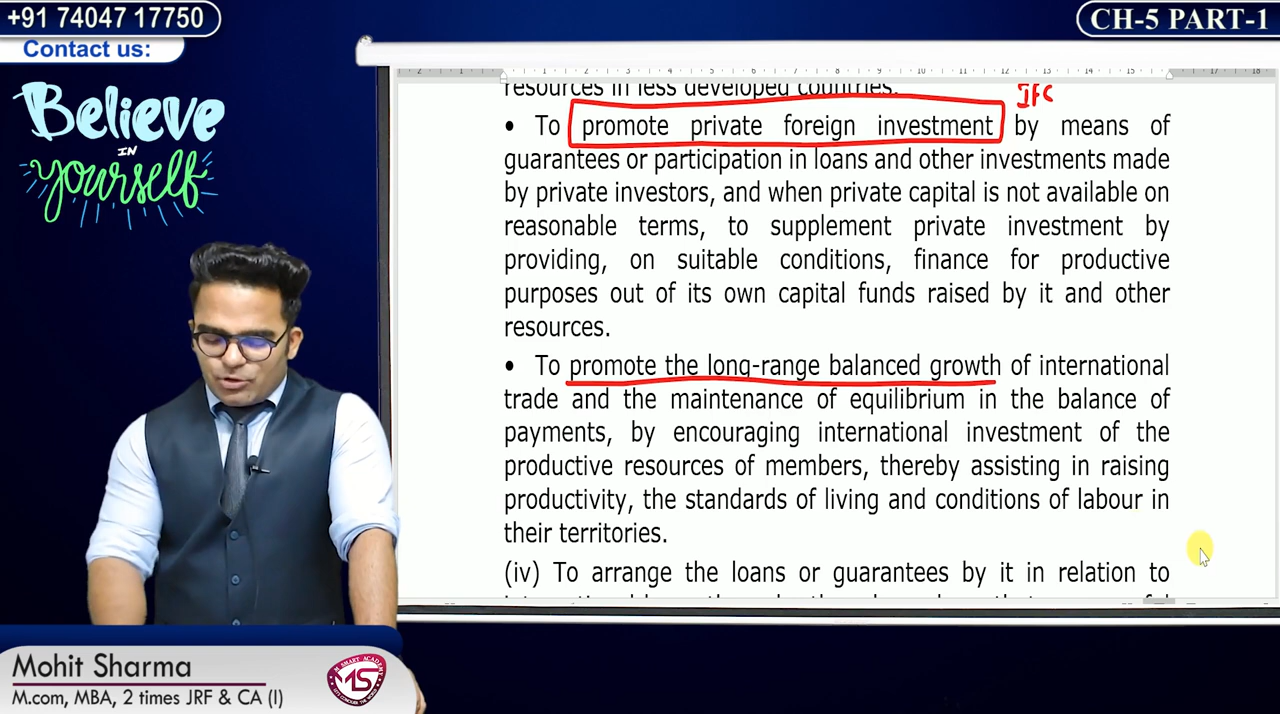 +91 74047 17750
Contact us:
CH-5 PART-1
Believe
IN
yourself
resources in less developed countries.
IFC
• To promote private foreign investment by means of
guarantees or participation in loans and other investments made
by private investors, and when private capital is not available on
reasonable terms, to supplement private investment by
providing, on suitable conditions, finance for productive
purposes out of its own capital funds raised by it and other
resources.
• To promote the long-range balanced growth of international
trade and the maintenance of equilibrium in the balance of
payments, by encouraging international investment of the
productive resources of members, thereby assisting in raising
productivity, the standards of living and conditions of labour in
their territories.
(iv) To arrange the loans or guarantees by it in relation to
Mohit Sharma
M.com, MBA, 2 times JRF & CA (I)
M SMART ACADEMY
MS